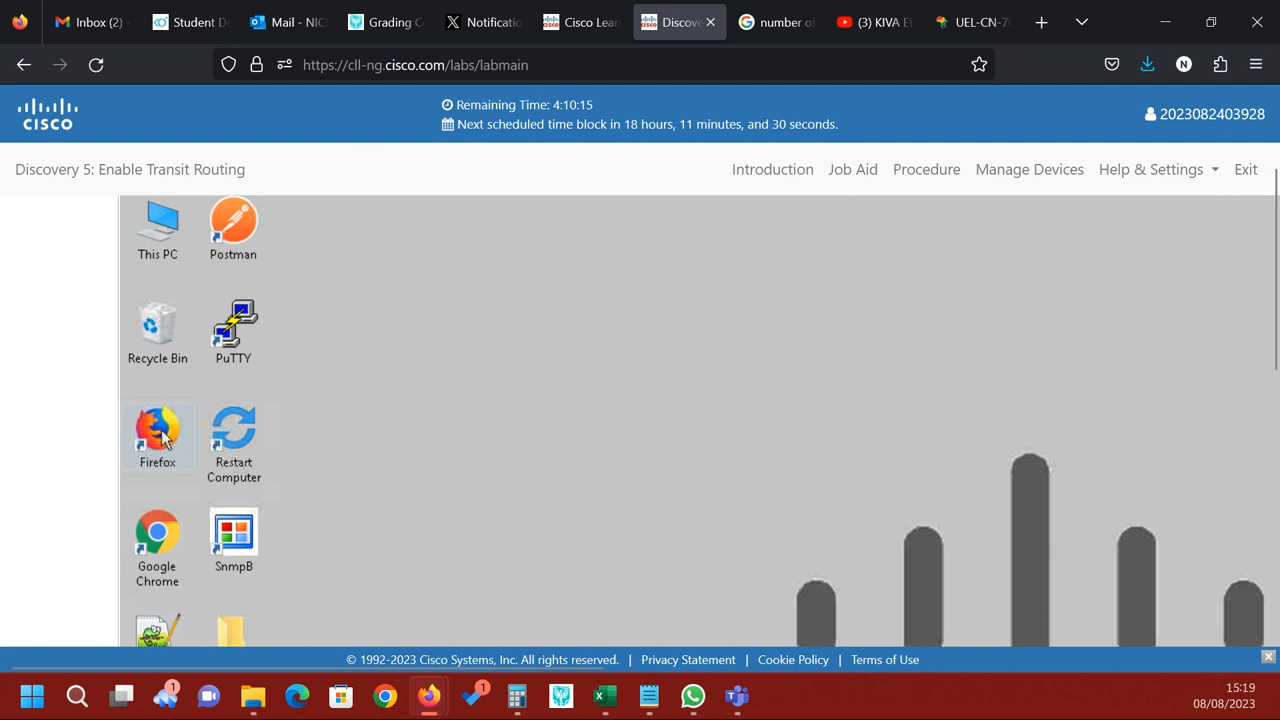 Inbox (2)
Student D
Mail - NIC
Grading C
Notificatio
Cisco Lear
Discove
number of
(3) KIVA E
UEL-CN-7
https://cll-ng.cisco.com/labs/labmain
N
CISCO
Remaining Time: 4:10:15
Next scheduled time block in 18 hours, 11 minutes, and 30 seconds.
2023082403928
Discovery 5: Enable Transit Routing
Introduction
Job Aid
Procedure
Manage Devices
Help & Settings
Exit
This PC
Postman
Recycle Bin
PuTTY
Firefox
Restart
Computer
Google
Chrome
SnmpB
© 1992-2023 Cisco Systems, Inc. All rights reserved. | Privacy Statement | Cookie Policy | Terms of Use
1
1
15:19
08/08/2023